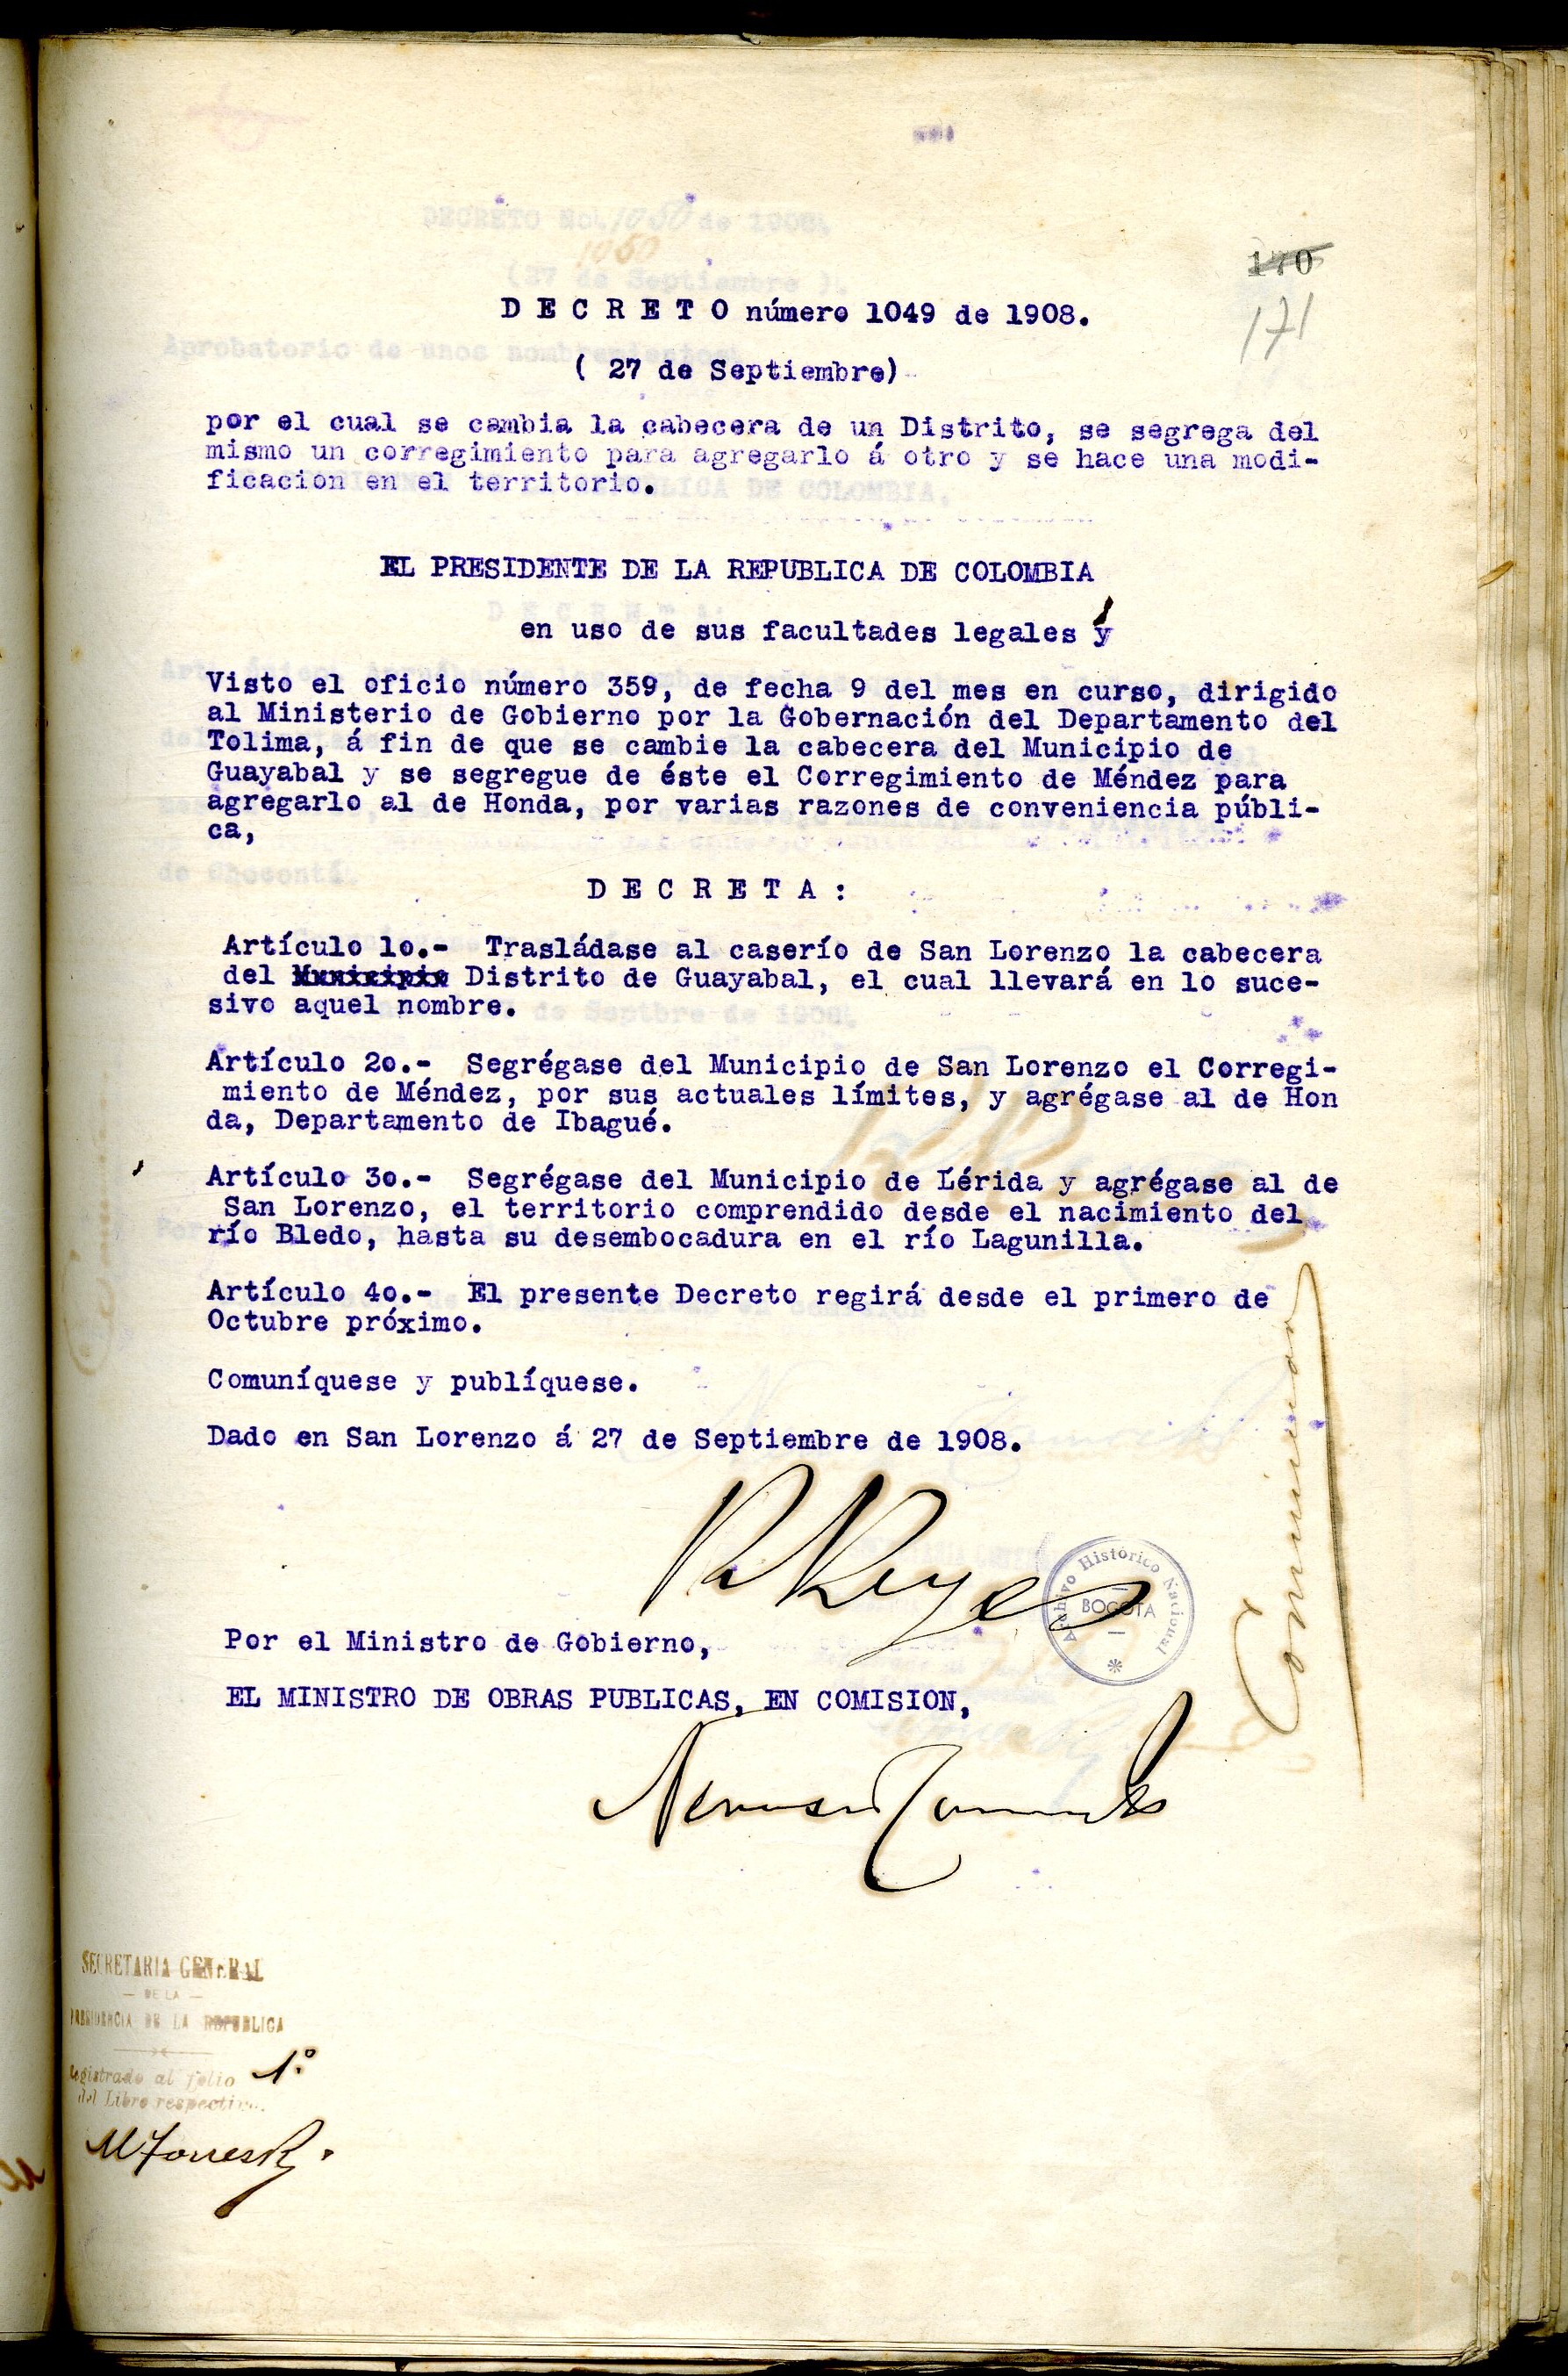 170
171
D E C R E T O número 1049 de 1908.
( 27 de Septiembre)
por el cual se cambia la cabecera de un Distrito, se segrega del
mismo un corregimiento para agregarlo á otro y se hace una modi-
ficacion en el territorio.
EL PRESIDENTE DE LA REPUBLICA DE COLOMBIA
en uso de sus facultades legales y
Visto el oficio número 359, de fecha 9 del mes en curso, dirigido
al Ministerio de Gobierno por la Gobernación del Departamento del
Tolima, á fin de que se cambie la cabecera del Municipio de
Guayabal y se segregue de éste el Corregimiento de Méndez para
agregarlo al de Honda, por varias razones de conveniencia públi-
ca,
D E C R E T A :
Artículo 1o.- Trasládase al caserío de San Lorenzo la cabecera
del Municipio Distrito de Guayabal, el cual llevará en lo suce-
sivo aquel nombre.
Artículo 2o.- Segrégase del Municipio de San Lorenzo el Corregi-
miento de Méndez, por sus actuales límites, y agrégase al de Hon
da, Departamento de Ibagué.
Artículo 3o.- Segrégase del Municipio de Lérida y agrégase al de
San Lorenzo, el territorio comprendido desde el nacimiento del
río Bledo, hasta su desembocadura en el río Lagunilla.
Artículo 4o.- El presente Decreto regirá desde el primero de
Octubre próximo.
Comuníquese y publíquese.
Dado en San Lorenzo á 27 de Septiembre de 1908.
R Reyes
Archivo Histórico Nacional
BOGOTA
Por el Ministro de Gobierno,
EL MINISTRO DE OBRAS PUBLICAS, EN COMISION,
SECRETARIA GENERAL
— DE LA —
PRESIDENCIA DE LA REPUBLICA
Registrado al folio 1º
del Libro respectivo.
M Torres R.